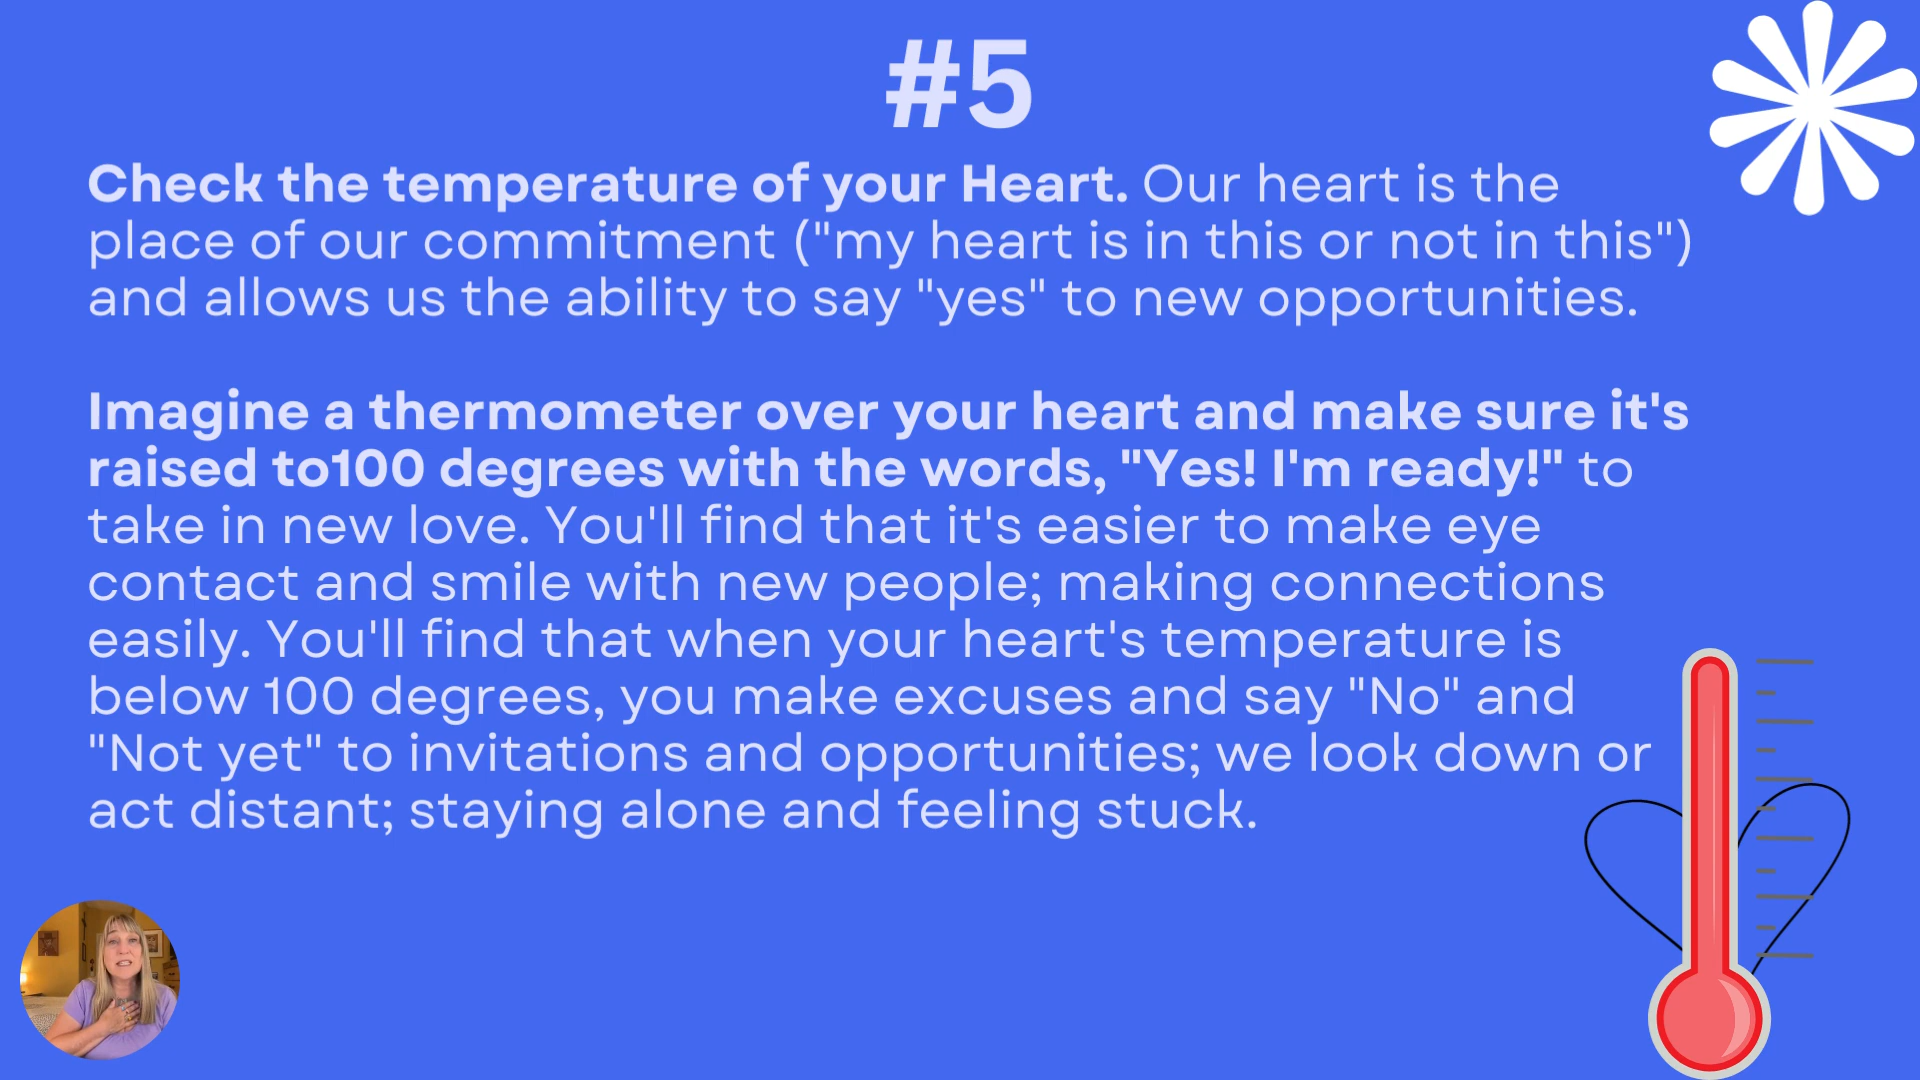 #5
Check the temperature of your Heart. Our heart is the
place of our commitment ("my heart is in this or not in this")
and allows us the ability to say "yes" to new opportunities.
Imagine a thermometer over your heart and make sure it's
raised to100 degrees with the words, "Yes! I'm ready!" to
take in new love. You'll find that it's easier to make eye
contact and smile with new people; making connections
easily. You'll find that when your heart's temperature is
below 100 degrees, you make excuses and say "No" and
"Not yet" to invitations and opportunities; we look down or
act distant; staying alone and feeling stuck.